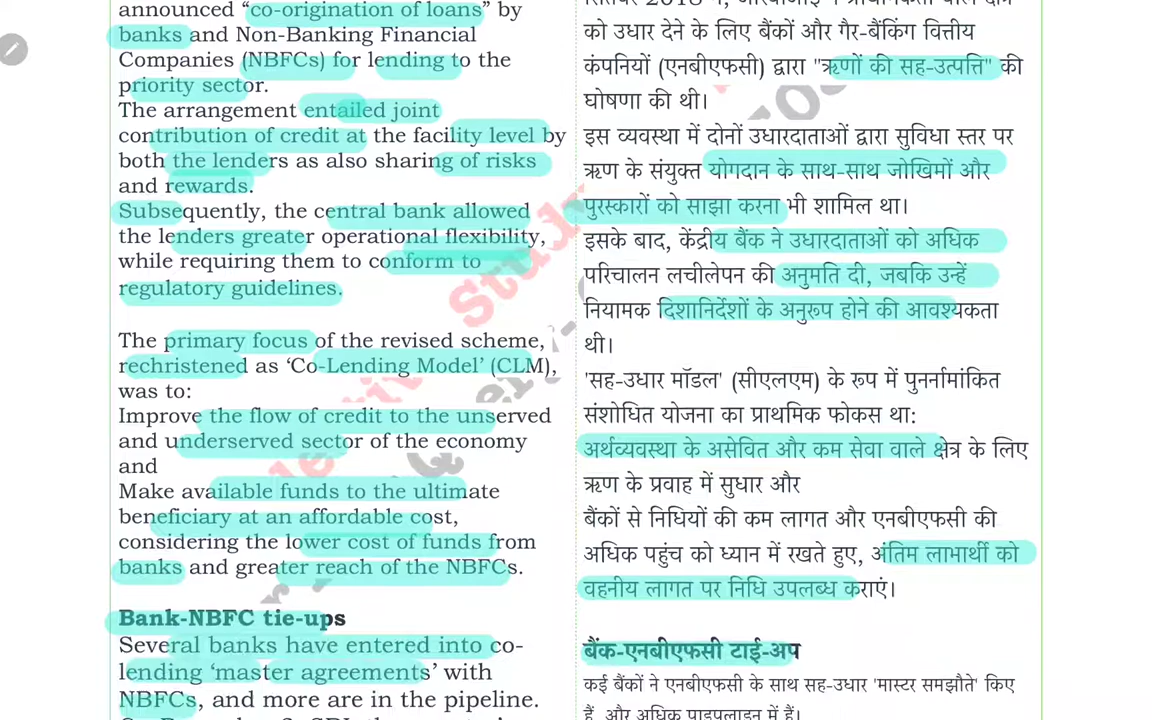 announced “co-origination of loans” by
banks and Non-Banking Financial
Companies (NBFCs) for lending to the
priority sector.
The arrangement entailed joint
contribution of credit at the facility level by
both the lenders as also sharing of risks
and rewards.
Subsequently, the central bank allowed
the lenders greater operational flexibility,
while requiring them to conform to
regulatory guidelines.
The primary focus of the revised scheme,
rechristened as ‘Co-Lending Model’ (CLM),
was to:
Improve the flow of credit to the unserved
and underserved sector of the economy
and
Make available funds to the ultimate
beneficiary at an affordable cost,
considering the lower cost of funds from
banks and greater reach of the NBFCs.
Bank-NBFC tie-ups
Several banks have entered into co-
lending ‘master agreements’ with
NBFCs, and more are in the pipeline.
को उधार देने के लिए बैंकों और गैर-बैंकिंग वित्तीय
कंपनियों (एनबीएफसी) द्वारा "ऋणों की सह-उत्पत्ति" की
घोषणा की थी।
इस व्यवस्था में दोनों उधारदाताओं द्वारा सुविधा स्तर पर
ऋण के संयुक्त योगदान के साथ-साथ जोखिमों और
पुरस्कारों को साझा करना भी शामिल था।
इसके बाद, केंद्रीय बैंक ने उधारदाताओं को अधिक
परिचालन लचीलेपन की अनुमति दी, जबकि उन्हें
नियामक दिशानिर्देशों के अनुरूप होने की आवश्यकता
थी।
'सह-उधार मॉडल' (सीएलएम) के रूप में पुनर्नामांकित
संशोधित योजना का प्राथमिक फोकस था:
अर्थव्यवस्था के असेवित और कम सेवा वाले क्षेत्र के लिए
ऋण के प्रवाह में सुधार और
बैंकों से निधियों की कम लागत और एनबीएफसी की
अधिक पहुंच को ध्यान में रखते हुए, अंतिम लाभार्थी को
वहनीय लागत पर निधि उपलब्ध कराएं।
बैंक-एनबीएफसी टाई-अप
कई बैंकों ने एनबीएफसी के साथ सह-उधार 'मास्टर समझौते' किए
हैं, और अधिक पाइपलाइन में हैं।